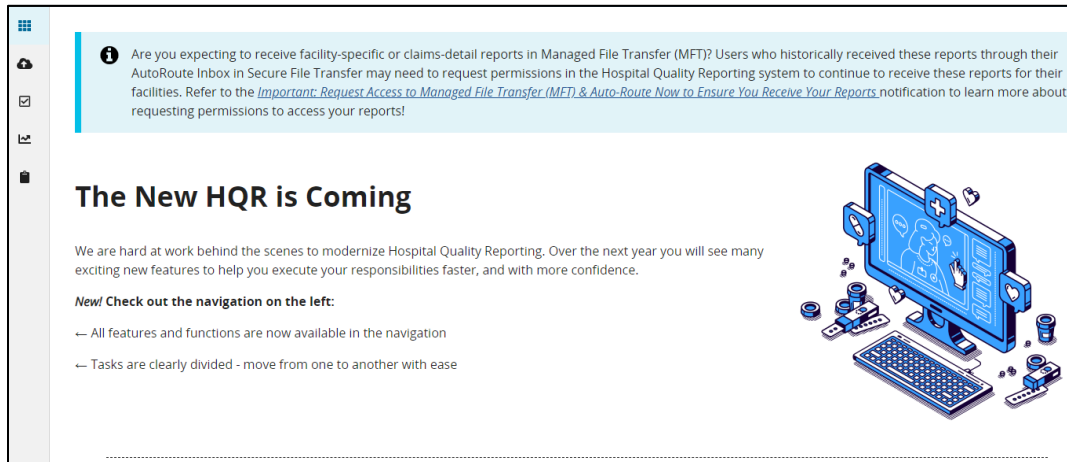 Are you expecting to receive facility-specific or claims-detail reports in Managed File Transfer (MFT)? Users who historically received these reports through their
AutoRoute Inbox in Secure File Transfer may need to request permissions in the Hospital Quality Reporting system to continue to receive these reports for their
facilities. Refer to the Important: Request Access to Managed File Transfer (MFT) & Auto-Route Now to Ensure You Receive Your Reports notification to learn more about
requesting permissions to access your reports!
The New HQR is Coming
We are hard at work behind the scenes to modernize Hospital Quality Reporting. Over the next year you will see many
exciting new features to help you execute your responsibilities faster, and with more confidence.
New! Check out the navigation on the left:
← All features and functions are now available in the navigation
← Tasks are clearly divided - move from one to another with ease